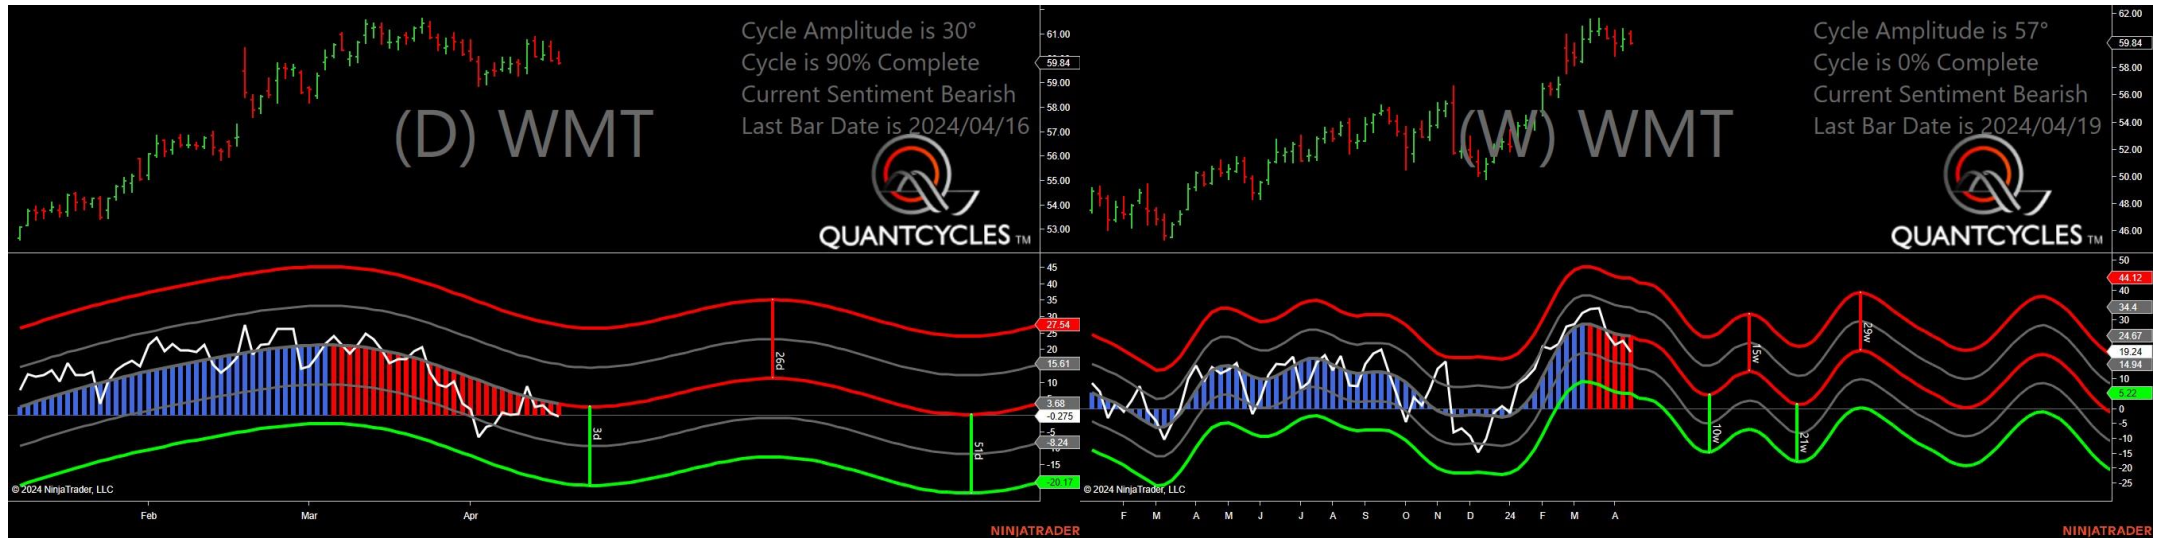 Cycle Amplitude is 30°
Cycle is 90% Complete
Current Sentiment Bearish
Last Bar Date is 2024/04/16
(D) WMT
QUANTCYCLES TM
61.00
59.84
59.00
58.00
57.00
56.00
55.00
54.00
53.00
45
40
35
30
27.54
25
20
15.61
10
3.68
-0.275
-5
-8.24
-15
-20.17
3d
26d
51d
© 2024 NinjaTrader, LLC
Feb Mar Apr
NINJATRADER
Cycle Amplitude is 57°
Cycle is 0% Complete
Current Sentiment Bearish
Last Bar Date is 2024/04/19
(W) WMT
QUANTCYCLES TM
62.00
59.84
58.00
56.00
54.00
52.00
50.00
48.00
46.00
50
44.12
40
34.4
30
24.67
19.24
14.94
10
5.22
0
-5
-10
-15
-20
-25
10w
15w
21w
29w
© 2024 NinjaTrader, LLC
F M A M J J A S O N D 24 F M A
NINJATRADER